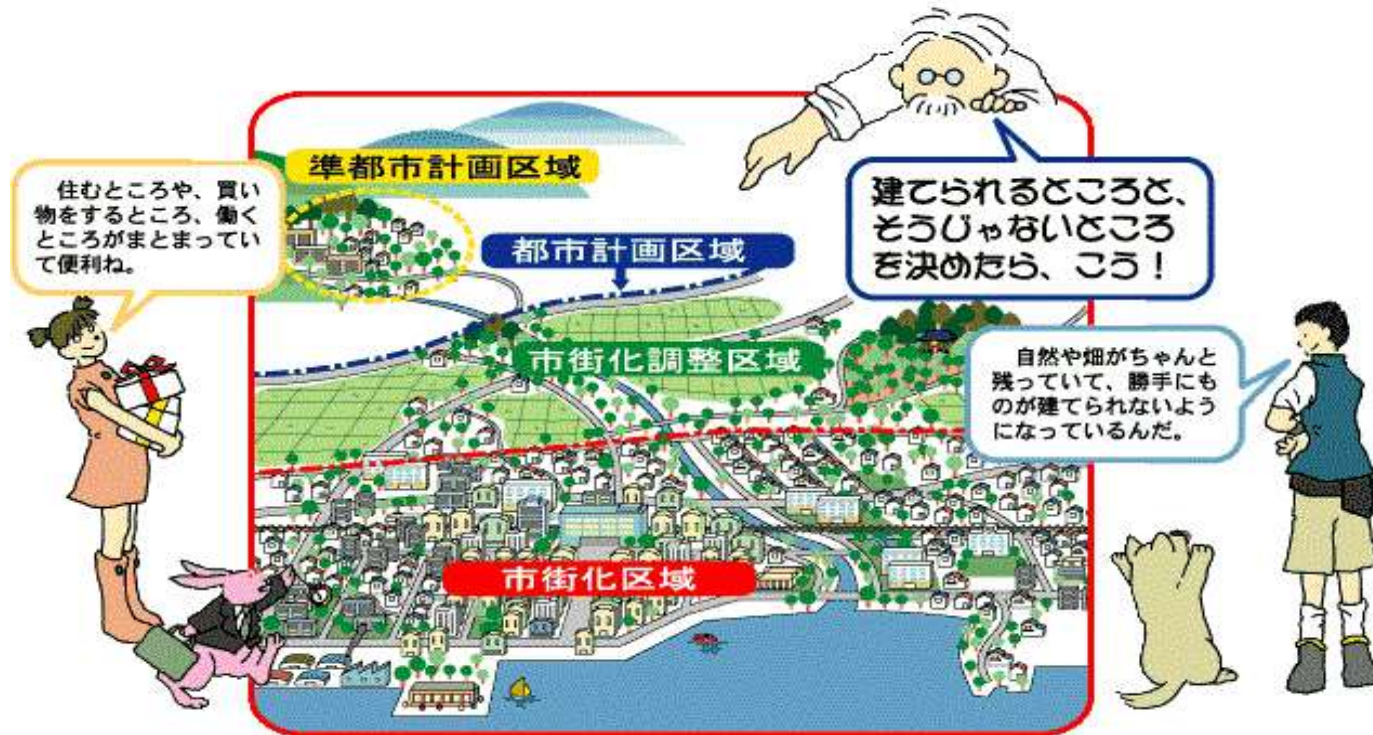 準都市計画区域
住むところや、買い
物をするところ、働く
ところがまとまってい
て便利ね。
建てられるところと、
そうじゃないところ
を決めたら、こう！
都市計画区域
市街化調整区域
自然や畑がちゃんと
残っていて、勝手にも
のが建てられないよう
になっているんだ。
市街化区域